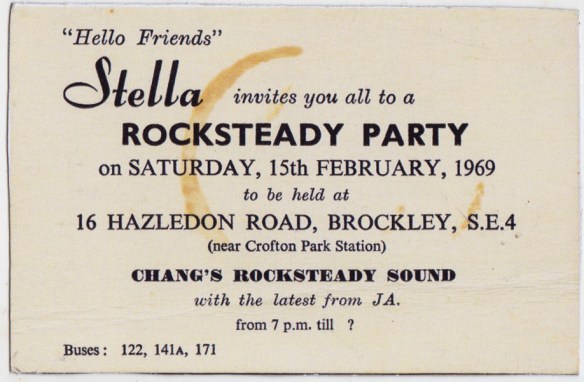 "Hello Friends"
Stella invites you all to a
ROCKSTEADY PARTY
on SATURDAY, 15th FEBRUARY, 1969
to be held at
16 HAZLEDON ROAD, BROCKLEY, S.E.4
(near Crofton Park Station)
CHANG'S ROCKSTEADY SOUND
with the latest from JA.
from 7 p.m. till ?
Buses: 122, 141A, 171